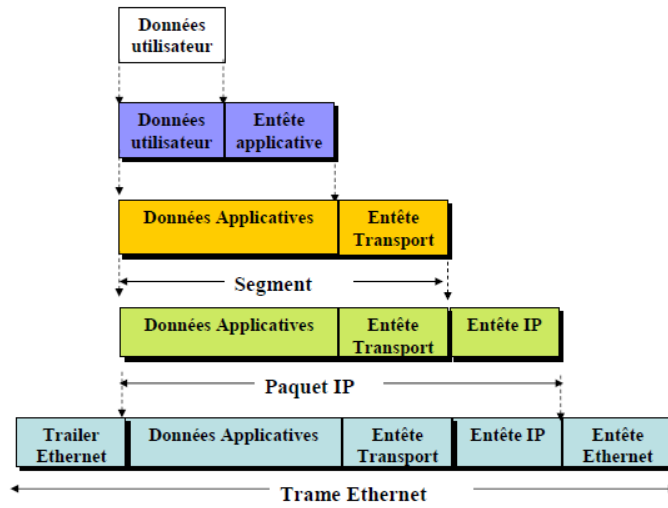 Données
utilisateur
Données
utilisateur
Entête
applicative
Données Applicatives
Entête
Transport
Segment
Données Applicatives
Entête
Transport
Entête IP
Paquet IP
Trailer
Ethernet
Données Applicatives
Entête
Transport
Entête IP
Entête
Ethernet
Trame Ethernet